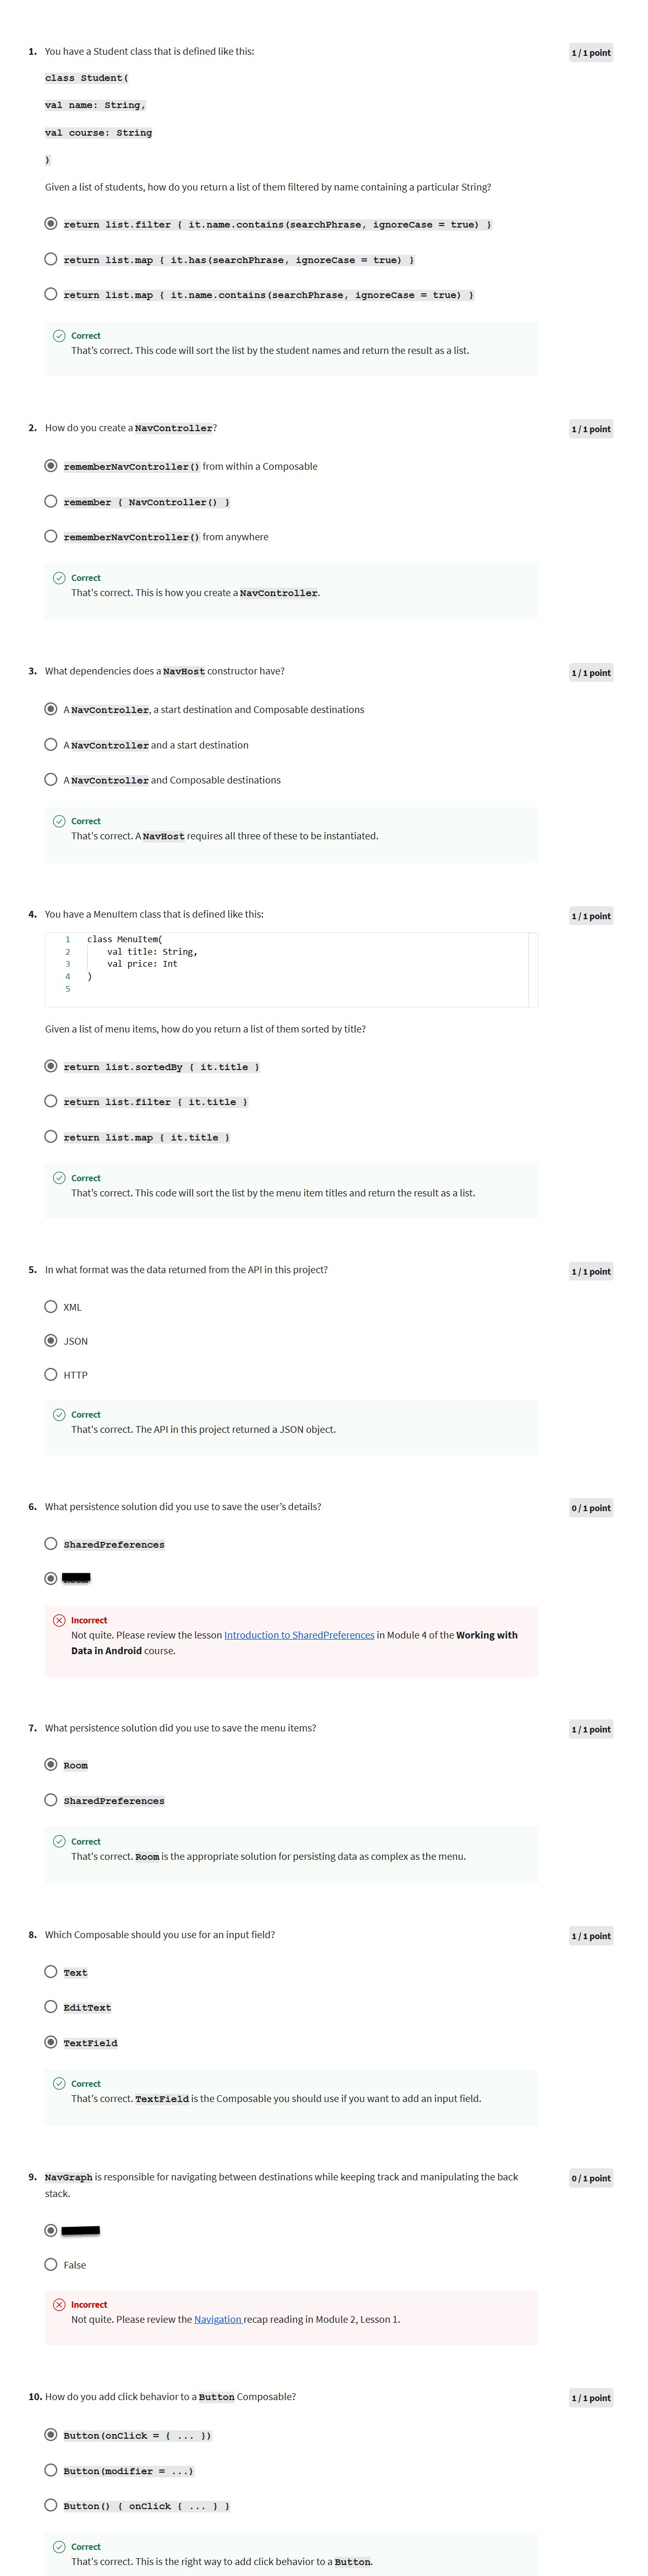 1. You have a Student class that is defined like this:
1 / 1 point
class Student(
val name: String,
val course: String
)
Given a list of students, how do you return a list of them filtered by name containing a particular String?
return list.filter { it.name.contains(searchPhrase, ignoreCase = true) }
return list.map { it.has(searchPhrase, ignoreCase = true) }
return list.map { it.name.contains(searchPhrase, ignoreCase = true) }
Correct
That's correct. This code will sort the list by the student names and return the result as a list.
2. How do you create a NavController?
1 / 1 point
rememberNavController() from within a Composable
remember { NavController() }
rememberNavController() from anywhere
Correct
That's correct. This is how you create a NavController.
3. What dependencies does a NavHost constructor have?
1 / 1 point
A NavController, a start destination and Composable destinations
A NavController and a start destination
A NavController and Composable destinations
Correct
That's correct. A NavHost requires all three of these to be instantiated.
4. You have a MenuItem class that is defined like this:
1 / 1 point
1 class MenuItem(
2 val title: String,
3 val price: Int
4 )
5
Given a list of menu items, how do you return a list of them sorted by title?
return list.sortedBy { it.title }
return list.filter { it.title }
return list.map { it.title }
Correct
That's correct. This code will sort the list by the menu item titles and return the result as a list.
5. In what format was the data returned from the API in this project?
1 / 1 point
XML
JSON
HTTP
Correct
That's correct. The API in this project returned a JSON object.
6. What persistence solution did you use to save the user's details?
0 / 1 point
SharedPreferences
Incorrect
Not quite. Please review the lesson Introduction to SharedPreferences in Module 4 of the Working with
Data in Android course.
7. What persistence solution did you use to save the menu items?
1 / 1 point
Room
SharedPreferences
Correct
That's correct. Room is the appropriate solution for persisting data as complex as the menu.
8. Which Composable should you use for an input field?
1 / 1 point
Text
EditText
TextField
Correct
That's correct. TextField is the Composable you should use if you want to add an input field.
9. NavGraph is responsible for navigating between destinations while keeping track and manipulating the back
stack.
0 / 1 point
False
Incorrect
Not quite. Please review the Navigation recap reading in Module 2, Lesson 1.
10. How do you add click behavior to a Button Composable?
1 / 1 point
Button(onClick = { ... })
Button(modifier = ...)
Button() { onClick { ... } }
Correct
That's correct. This is the right way to add click behavior to a Button.